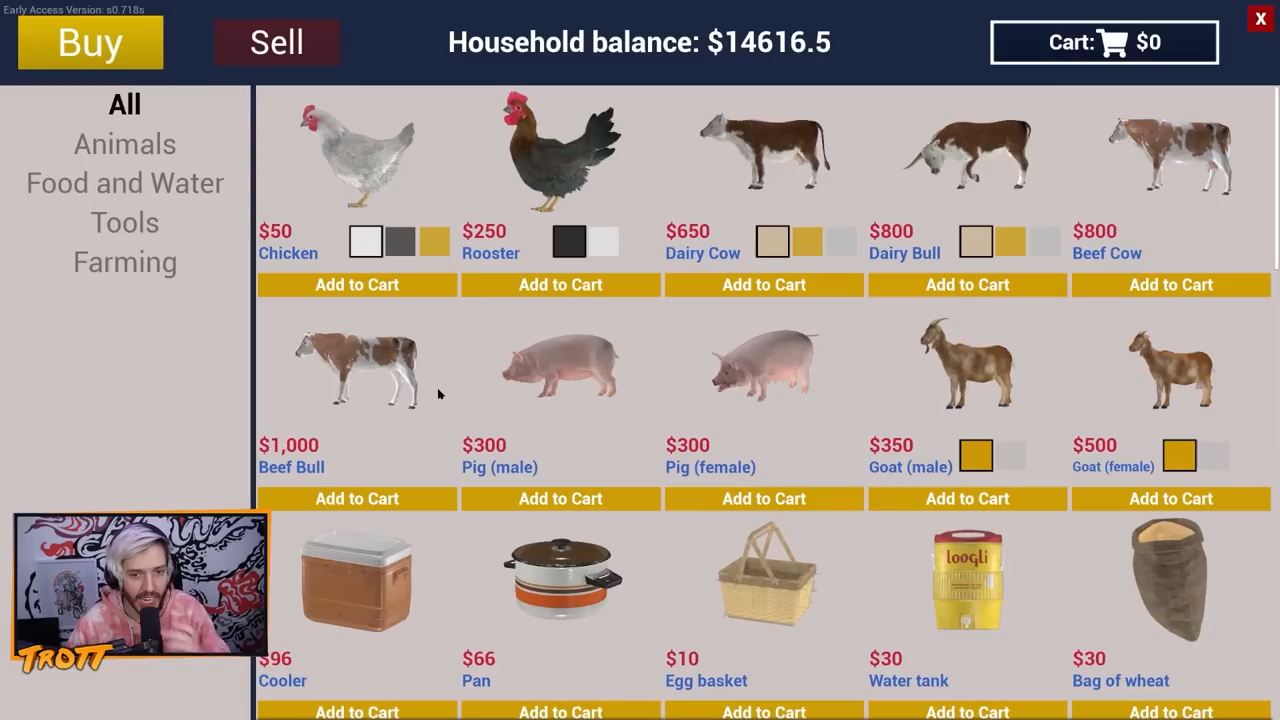 Early Access Version: s0.718s
Buy
Sell
Household balance: $14616.5
Cart: $0
X
All
Animals
Food and Water
Tools
Farming
$50
Chicken
Add to Cart
$250
Rooster
Add to Cart
$650
Dairy Cow
Add to Cart
$800
Dairy Bull
Add to Cart
$800
Beef Cow
Add to Cart
$1,000
Beef Bull
Add to Cart
$300
Pig (male)
Add to Cart
$300
Pig (female)
Add to Cart
$350
Goat (male)
Add to Cart
$500
Goat (female)
Add to Cart
$96
Cooler
Add to Cart
$66
Pan
Add to Cart
$10
Egg basket
Add to Cart
loogli
$30
Water tank
Add to Cart
$30
Bag of wheat
Add to Cart
TROTT